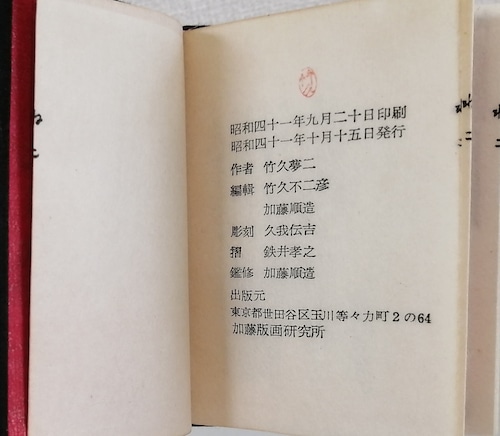 昭和四十一年九月二十日印刷
昭和四十一年十月十五日発行
作者 竹久夢二
編輯 竹久不二彦
加藤順造
彫刻 久我伝吉
摺 鉄井孝之
鑑修 加藤順造
出版元
東京都世田谷区玉川等々力町2の64
加藤版画研究所